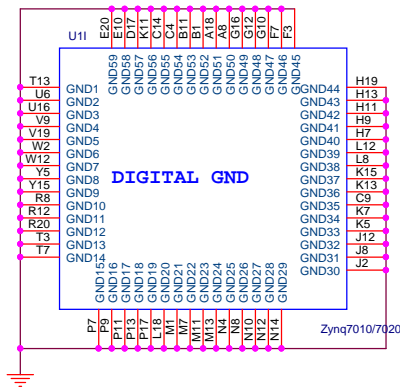 U1I
E20 E10 D17 K11 C14 C4 B11 B1 A18 A8 G16 G12 G10 F7 F3
GND59 GND58 GND57 GND56 GND55 GND54 GND53 GND52 GND51 GND50 GND49 GND48 GND47 GND46 GND45
T13 GND1 GND44 H19
U6 GND2 GND43 H13
U16 GND3 GND42 H11
V9 GND4 GND41 H9
V19 GND5 GND40 H7
W2 GND6 GND39 L12
W12 GND7 GND38 L8
Y5 GND8 GND37 K15
Y15 GND9 GND36 K13
R8 GND10 GND35 C9
R12 GND11 GND34 K7
R20 GND12 GND33 K5
T3 GND13 GND32 J12
T7 GND14 GND31 J8
GND30 J2
DIGITAL GND
GND15 GND16 GND17 GND18 GND19 GND20 GND21 GND22 GND23 GND24 GND25 GND26 GND27 GND28 GND29
P7 P9 P11 P13 P17 L18 M1 M7 M11 M13 N4 N8 N10 N12 N14
Zynq7010/7020